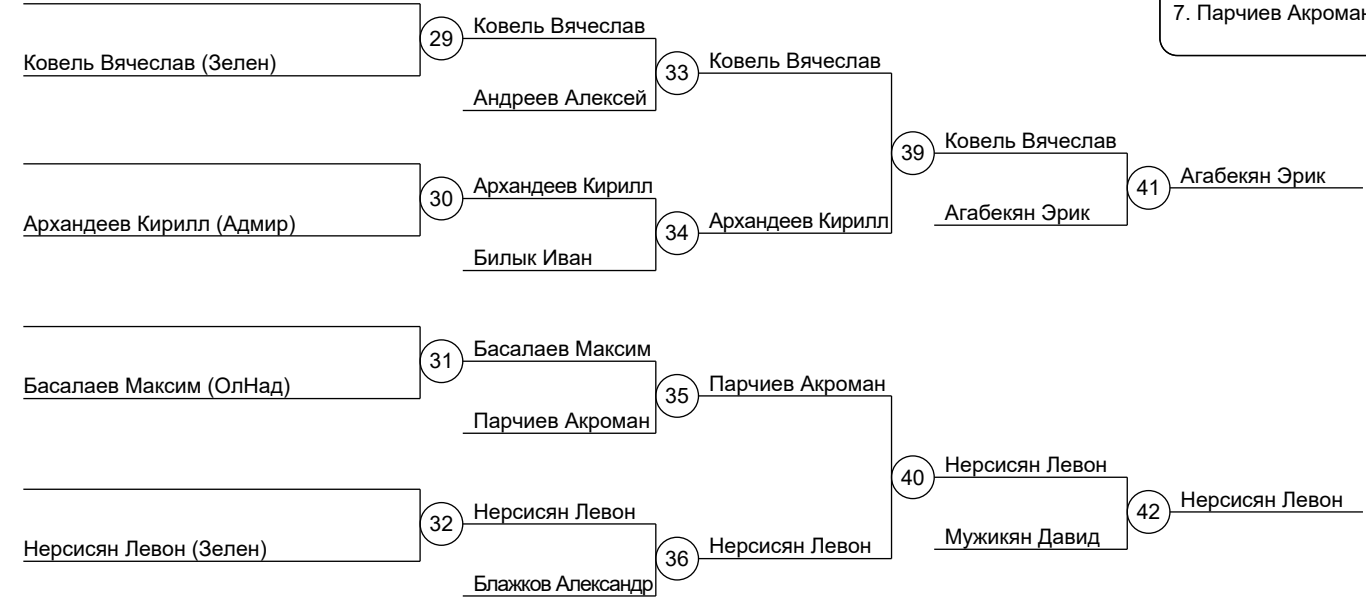 7. Парчиев Акроман
29
Ковель Вячеслав
Ковель Вячеслав (Зелен)
33
Ковель Вячеслав
Андреев Алексей
39
Ковель Вячеслав
30
Архандеев Кирилл
Архандеев Кирилл (Адмир)
34
Архандеев Кирилл
Билык Иван
Агабекян Эрик
41
Агабекян Эрик
31
Басалаев Максим
Басалаев Максим (ОлНад)
35
Парчиев Акроман
Парчиев Акроман
40
Нерсисян Левон
32
Нерсисян Левон
Нерсисян Левон (Зелен)
36
Нерсисян Левон
Блажков Александр
Мужикян Давид
42
Нерсисян Левон